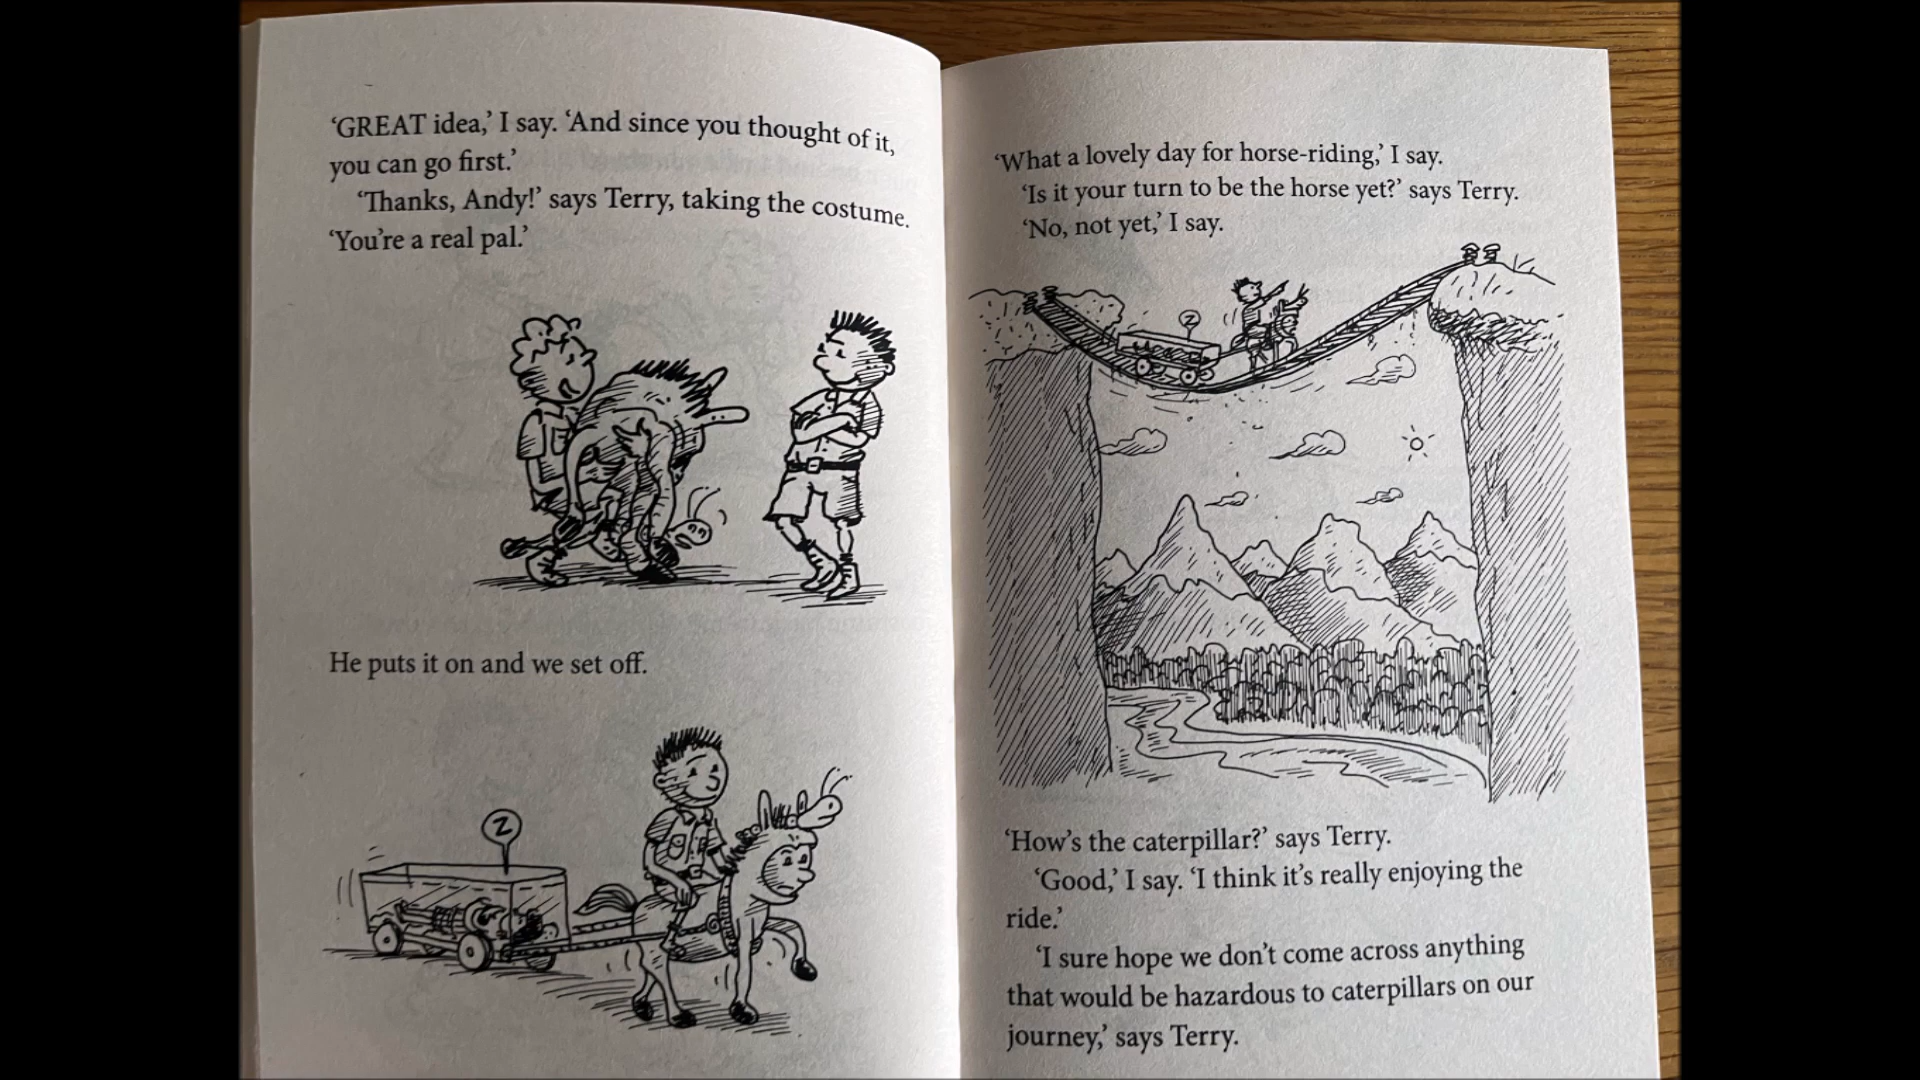 ‘GREAT idea,’ I say. ‘And since you thought of it,
you can go first.’
‘Thanks, Andy!’ says Terry, taking the costume.
‘You’re a real pal.’
He puts it on and we set off.
Z
‘What a lovely day for horse-riding,’ I say.
‘Is it your turn to be the horse yet?’ says Terry.
‘No, not yet,’ I say.
Z
‘How’s the caterpillar?’ says Terry.
‘Good,’ I say. ‘I think it’s really enjoying the
ride.’
‘I sure hope we don’t come across anything
that would be hazardous to caterpillars on our
journey,’ says Terry.